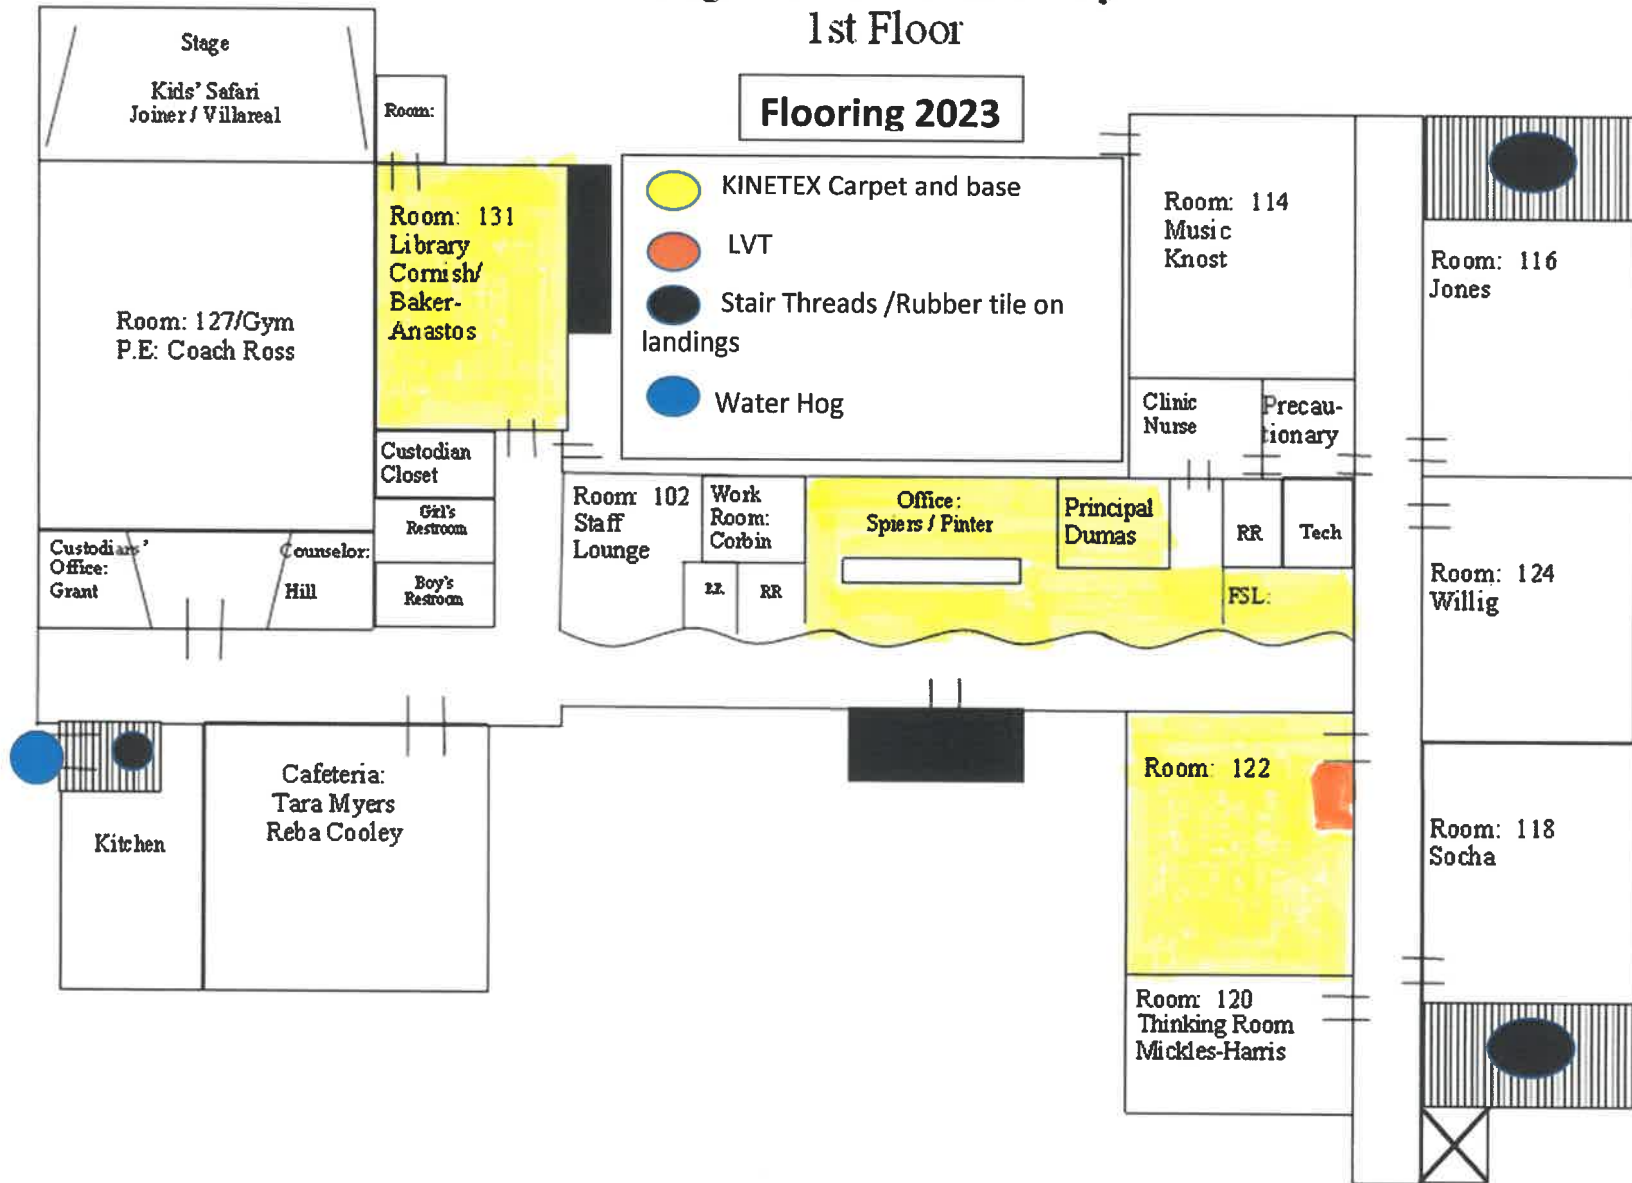 1st Floor
Flooring 2023
Stage
Kids' Safari
Joiner / Villareal
Room:
KINETEX Carpet and base
LVT
Stair Threads /Rubber tile on
landings
Water Hog
Room: 131
Library
Cornish/
Baker-
Anastos
Room: 127/Gym
P.E: Coach Ross
Room: 114
Music
Knost
Room: 116
Jones
Clinic
Nurse
Precau-
tionary
Custodian
Closet
Girl's
Restroom
Boy's
Restroom
Custodians'
Office:
Grant
Counselor:
Hill
Room: 102
Staff
Lounge
Work
Room:
Corbin
RR
RR
Office:
Spiers / Pinter
Principal
Dumas
RR
Tech
FSL:
Room: 124
Willig
Room: 122
Room: 118
Socha
Kitchen
Cafeteria:
Tara Myers
Reba Cooley
Room: 120
Thinking Room
Mickles-Harris